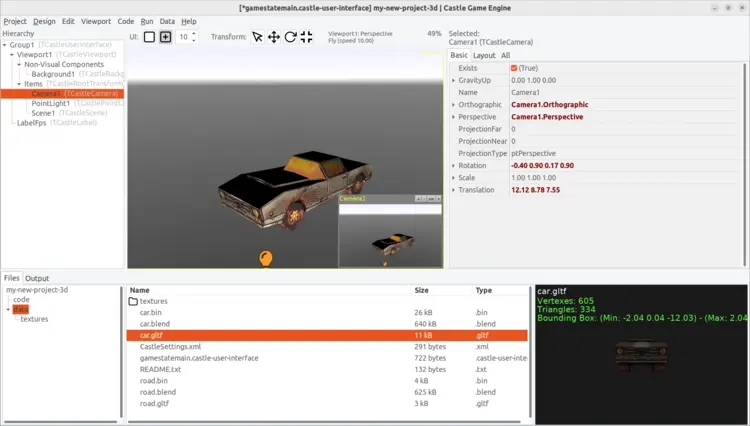 [*gamestatemain.castle-user-interface] my-new-project-3d | Castle Game Engine
Project Design Edit Viewport Code Run Data Help
UI: 10 Transform: Viewport1: Perspective Fly (speed 10.00) 49%
Hierarchy
Group1 (TCastleUserInterface)
Viewport1 (TCastleViewport)
Non-Visual Components
Background1 (TCastleBackg
Items (TCastleRootTransform
Camera1 (TCastleCamera)
PointLight1 (TCastlePointL
Scene1 (TCastleScene)
LabelFps (TCastleLabel)
Camera1
Selected:
Camera1 (TCastleCamera)
Basic Layout All
Exists (True)
GravityUp 0.00 1.00 0.00
Name Camera1
Orthographic Camera1.Orthographic
Perspective Camera1.Perspective
ProjectionFar 0
ProjectionNear 0
ProjectionType ptPerspective
Rotation -0.40 0.90 0.17 0.90
Scale 1.00 1.00 1.00
Translation 12.12 8.78 7.55
Files Output
my-new-project-3d
code
data
textures
Name Size Type
textures
car.bin 26 kB .bin
car.blend 640 kB .blend
car.gltf 11 kB .gltf
CastleSettings.xml 291 bytes .xml
gamestatemain.castle-user-interface 722 bytes .castle-user-inte
README.txt 132 bytes .txt
road.bin 4 kB .bin
road.blend 625 kB .blend
road.gltf 3 kB .gltf
car.gltf
Vertexes: 605
Triangles: 334
Bounding Box: (Min: -2.04 0.04 -12.03) - (Max: 2.04